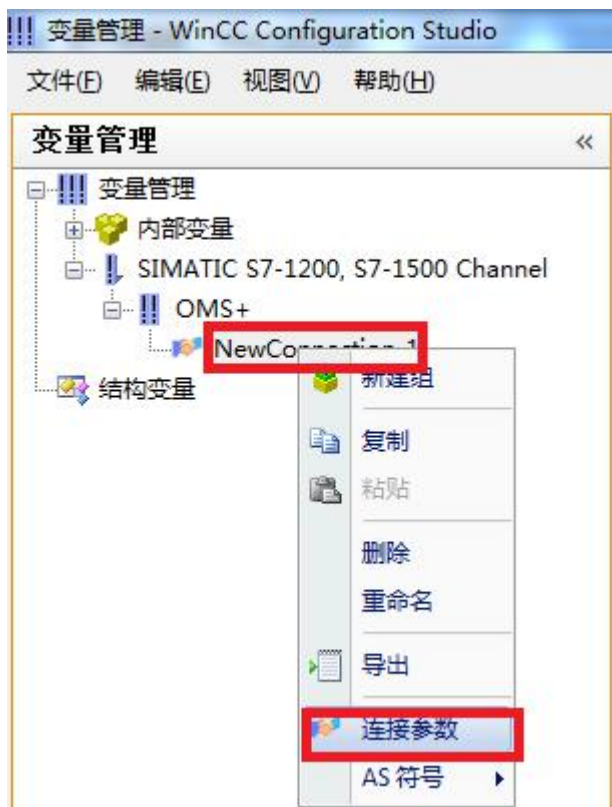 变量管理 - WinCC Configuration Studio
文件(F) 编辑(E) 视图(V) 帮助(H)
变量管理 «
变量管理
内部变量
SIMATIC S7-1200, S7-1500 Channel
OMS+
NewConnection_1
结构变量
新建组
复制
粘贴
删除
重命名
导出
连接参数
AS 符号